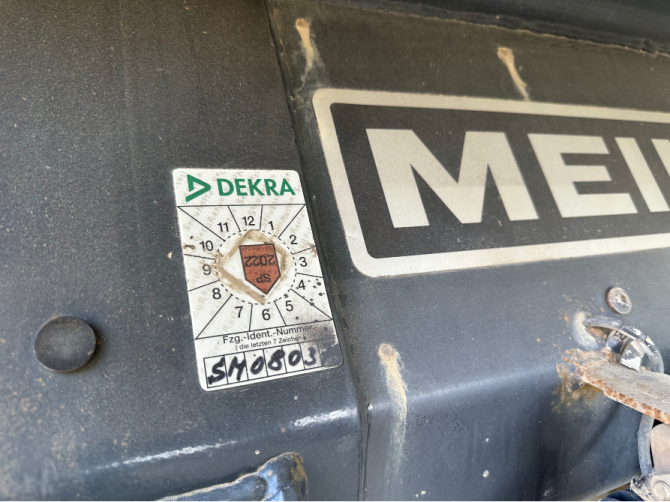 DEKRA
11 12 1
10 2
9 3
8 4
7 6 5
SP
2022
Fzg.-Ident.-Nummer
(die letzten 7 Zeichen)
SH0803
MEI